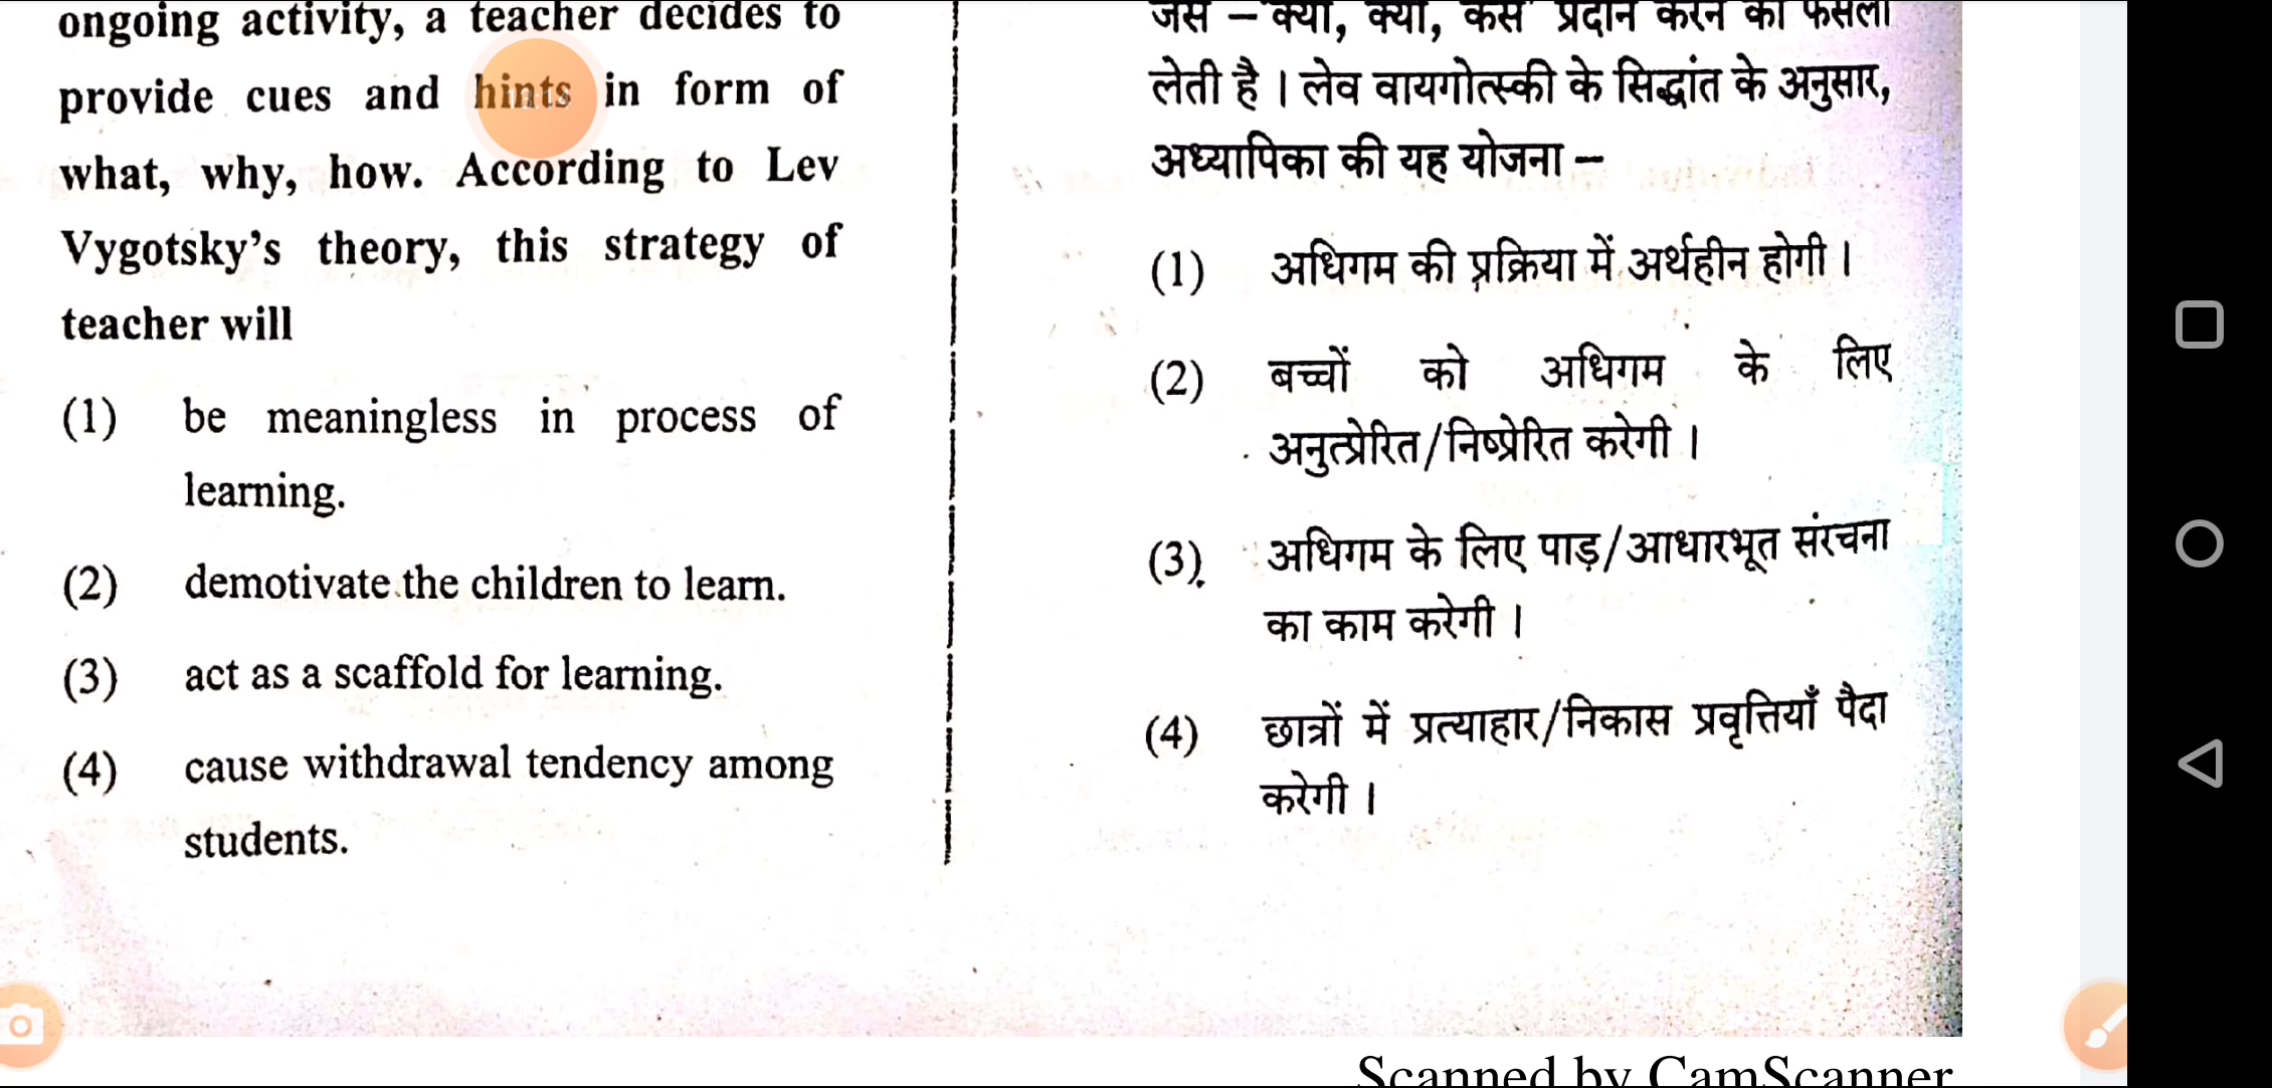 ongoing activity, a teacher decides to
provide cues and hints in form of
what, why, how. According to Lev
Vygotsky's theory, this strategy of
teacher will
(1) be meaningless in process of
learning.
(2) demotivate the children to learn.
(3) act as a scaffold for learning.
(4) cause withdrawal tendency among
students.
जैसे – क्या, क्यों, कैसे प्रदान करने का फैसला
लेती है । लेव वायगोत्स्की के सिद्धांत के अनुसार,
अध्यापिका की यह योजना –
(1) अधिगम की प्रक्रिया में अर्थहीन होगी ।
(2) बच्चों को अधिगम के लिए
अनुत्प्रेरित/निष्प्रेरित करेगी ।
(3) अधिगम के लिए पाड़/आधारभूत संरचना
का काम करेगी ।
(4) छात्रों में प्रत्याहार/निकास प्रवृत्तियाँ पैदा
करेगी ।
Scanned by CamScanner